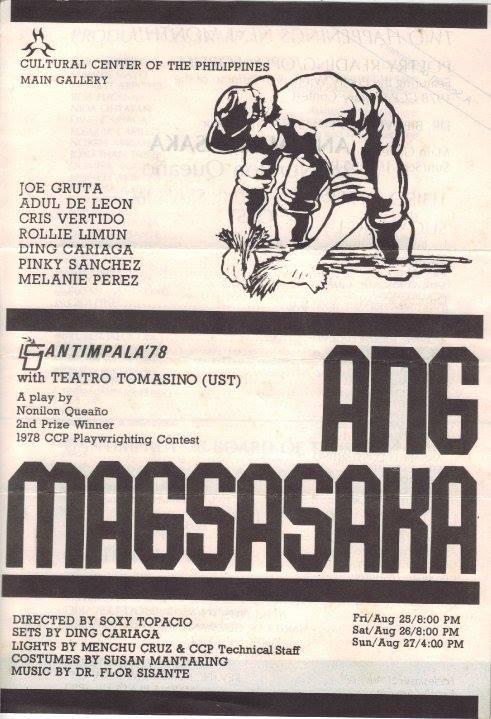 CULTURAL CENTER OF THE PHILIPPINES
MAIN GALLERY
JOE GRUTA
ADUL DE LEON
CRIS VERTIDO
ROLLIE LIMUN
DING CARIAGA
PINKY SANCHEZ
MELANIE PEREZ
GANTIMPALA'78
with TEATRO TOMASINO (UST)
A play by
Nonilon Queaño
2nd Prize Winner
1978 CCP Playwrighting Contest
ANG
MAGSASAKA
DIRECTED BY SOXY TOPACIO
SETS BY DING CARIAGA
LIGHTS BY MENCHU CRUZ & CCP Technical Staff
COSTUMES BY SUSAN MANTARING
MUSIC BY DR. FLOR SISANTE
Fri/Aug 25/8:00 PM
Sat/Aug 26/8:00 PM
Sun/Aug 27/4:00 PM